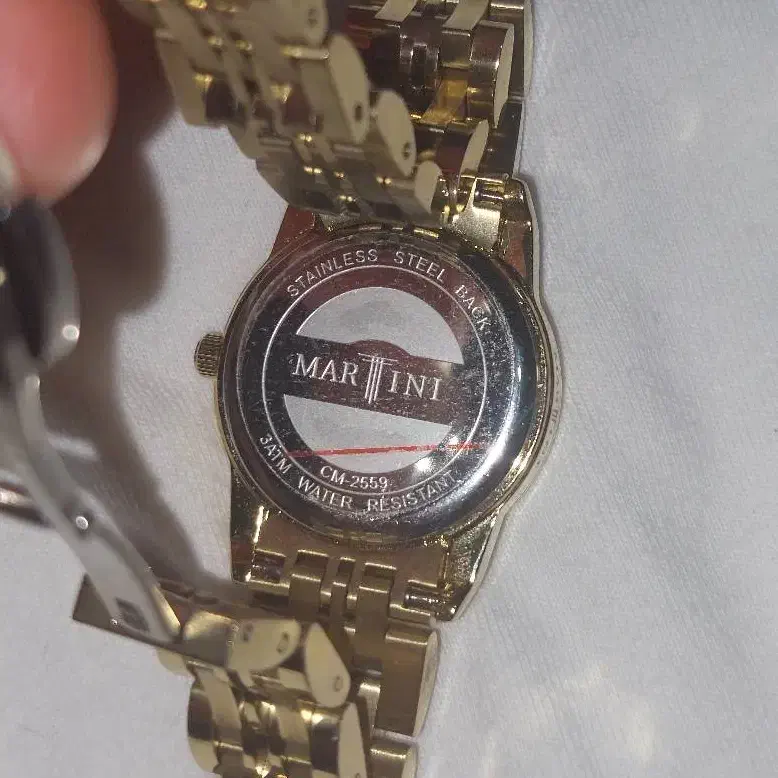 STAINLESS STEEL BACK
MARTINI
CM-2559
3ATM WATER RESISTANT